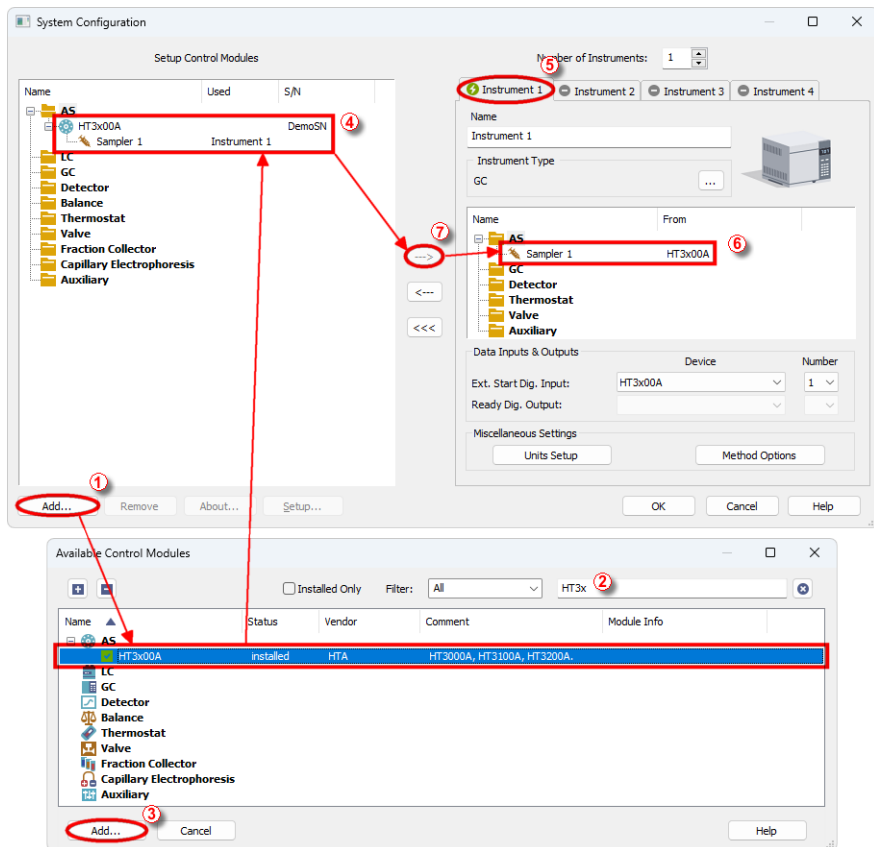 System Configuration
Setup Control Modules
Number of Instruments: 1
Name Used S/N
AS
HT3x00A DemoSN
Sampler 1 Instrument 1
LC
GC
Detector
Balance
Thermostat
Valve
Fraction Collector
Capillary Electrophoresis
Auxiliary
④
--->
<---
<<<
⑦
⑤
Instrument 1 Instrument 2 Instrument 3 Instrument 4
Name
Instrument 1
Instrument Type
GC ...
Name From
AS
Sampler 1 HT3x00A
⑥
GC
Detector
Thermostat
Valve
Auxiliary
Data Inputs & Outputs
Device Number
Ext. Start Dig. Input: HT3x00A 1
Ready Dig. Output:
Miscellaneous Settings
Units Setup Method Options
①
Add... Remove About... Setup...
OK Cancel Help
Available Control Modules
Installed Only Filter: All HT3x ②
Name Status Vendor Comment Module Info
AS
HT3x00A installed HTA HT3000A, HT3100A, HT3200A.
LC
GC
Detector
Balance
Thermostat
Valve
Fraction Collector
Capillary Electrophoresis
Auxiliary
③
Add... Cancel Help